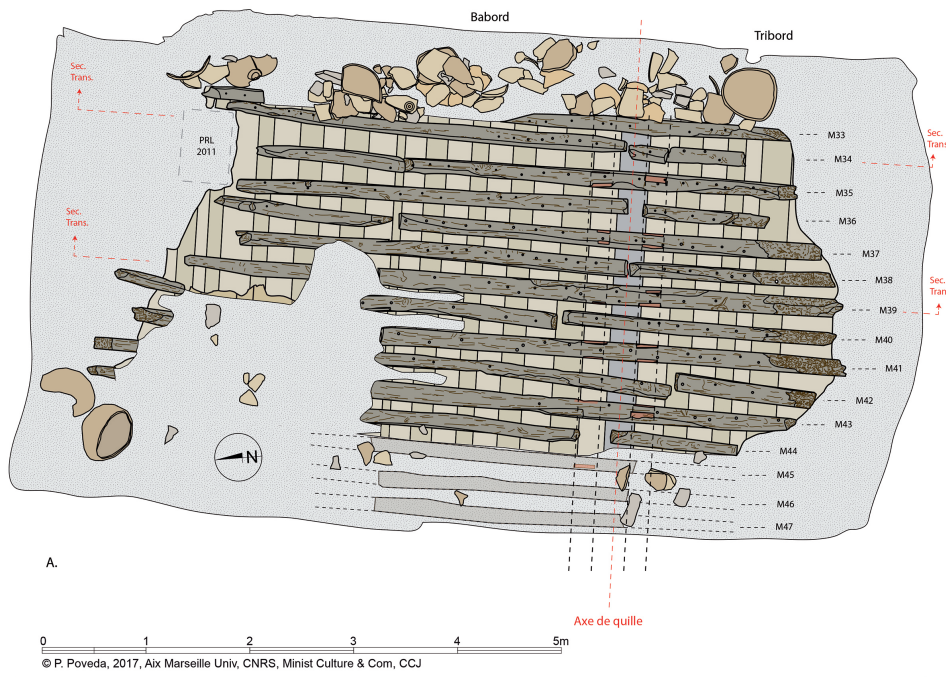 Babord
Tribord
Sec.
Trans.
PRL
2011
M33
Sec.
Trans.
M34
M35
Sec.
Trans.
M36
M37
M38
Sec.
Trans.
M39
M40
M41
M42
M43
M44
N
M45
M46
M47
A.
Axe de quille
0 1 2 3 4 5m
© P. Poveda, 2017, Aix Marseille Univ, CNRS, Minist Culture & Com, CCJ